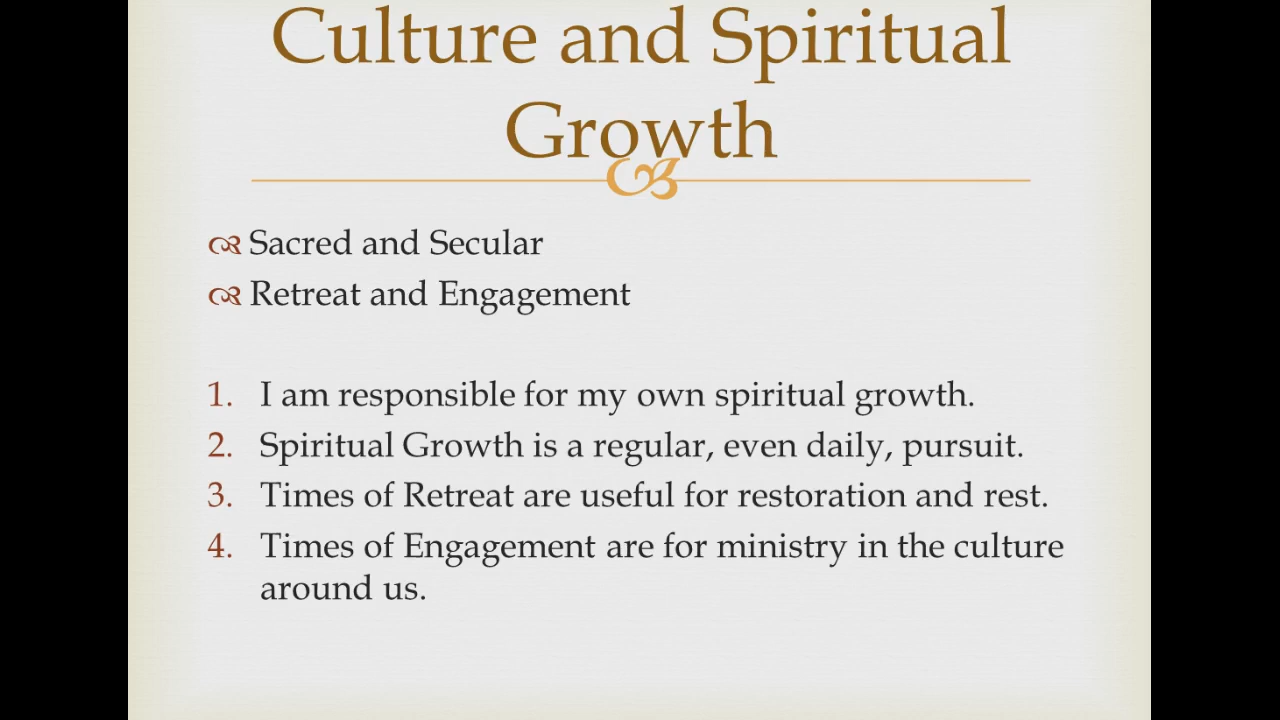 Culture and Spiritual
Growth
Sacred and Secular
Retreat and Engagement
1. I am responsible for my own spiritual growth.
2. Spiritual Growth is a regular, even daily, pursuit.
3. Times of Retreat are useful for restoration and rest.
4. Times of Engagement are for ministry in the culture
around us.